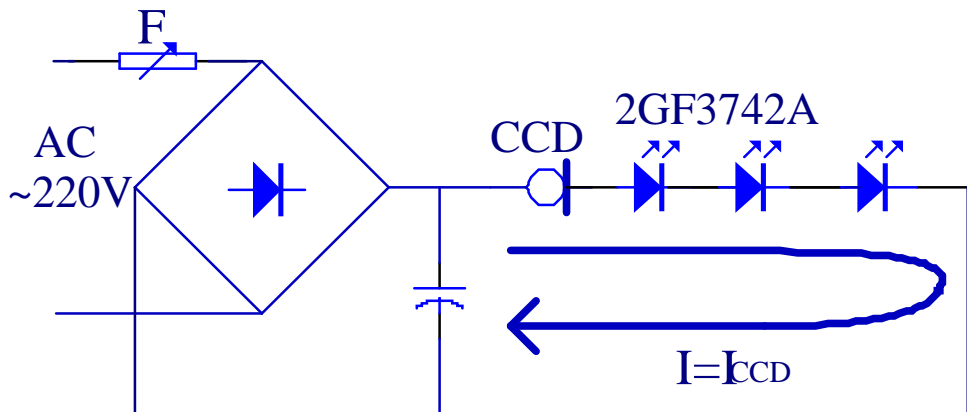 F
AC
~220V
CCD
2GF3742A
I=ICCD